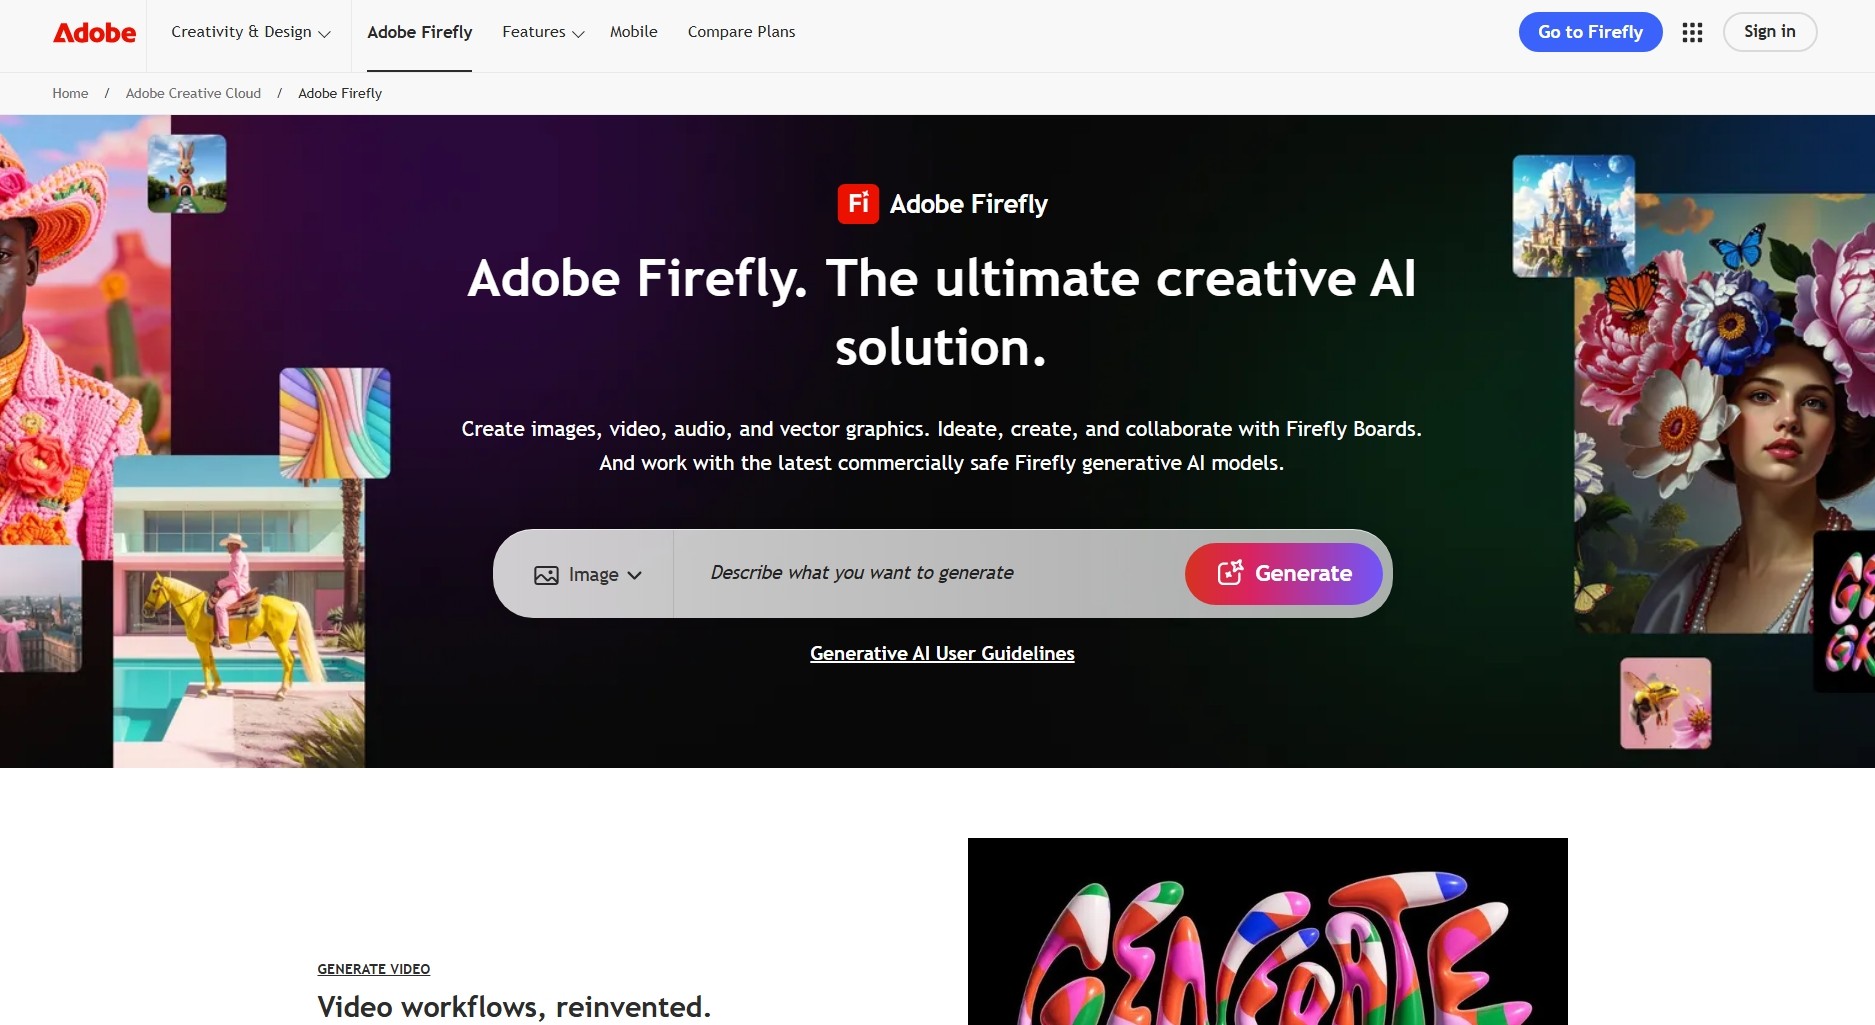 Adobe
Creativity & Design
Adobe Firefly
Features
Mobile
Compare Plans
Go to Firefly
Sign in
Home / Adobe Creative Cloud / Adobe Firefly
Fi Adobe Firefly
Adobe Firefly. The ultimate creative AI
solution.
Create images, video, audio, and vector graphics. Ideate, create, and collaborate with Firefly Boards.
And work with the latest commercially safe Firefly generative AI models.
Image
Describe what you want to generate
Generate
Generative AI User Guidelines
GENERATE VIDEO
Video workflows, reinvented.
GENERATE